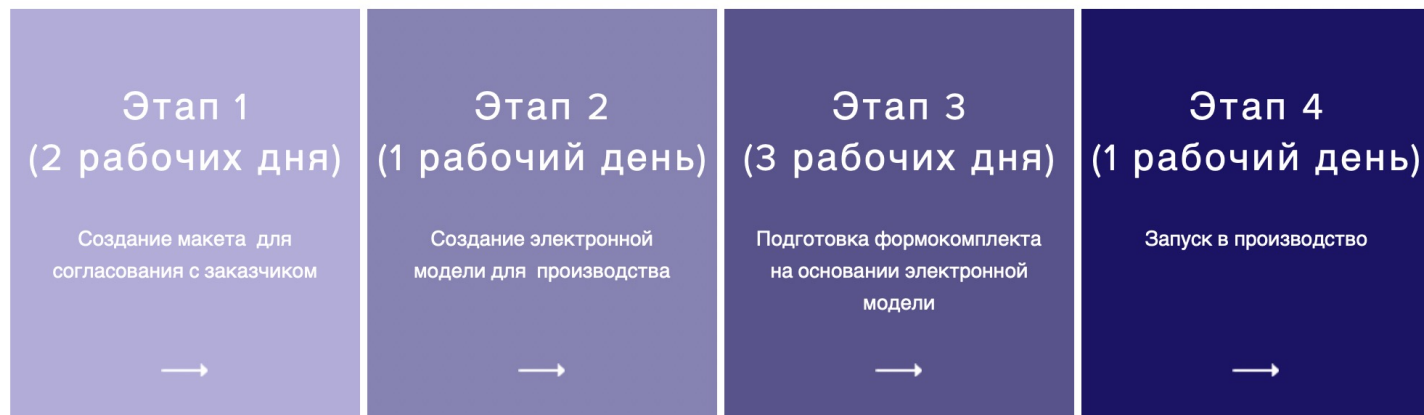 Этап 1
(2 рабочих дня)
Создание макета для
согласования с заказчиком
Этап 2
(1 рабочий день)
Создание электронной
модели для производства
Этап 3
(3 рабочих дня)
Подготовка формокомплекта
на основании электронной
модели
Этап 4
(1 рабочий день)
Запуск в производство